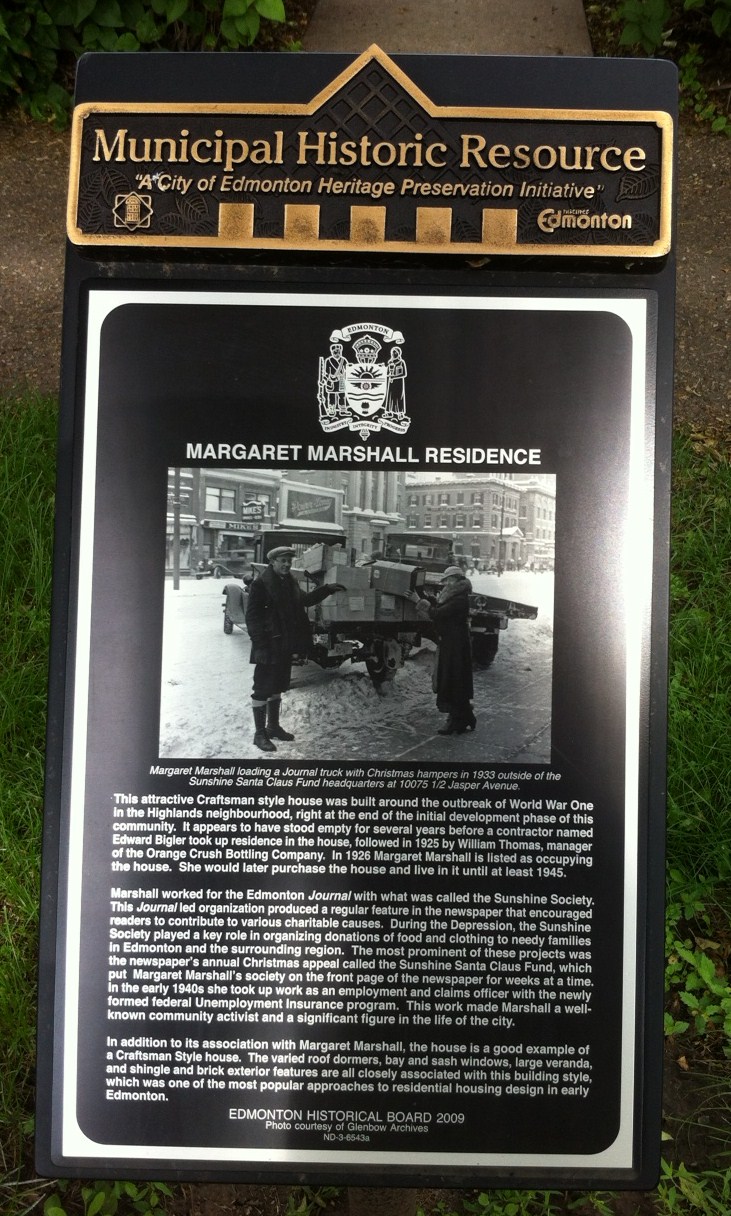 Municipal Historic Resource
"A City of Edmonton Heritage Preservation Initiative"
Edmonton
EDMONTON
INDUSTRY INTEGRITY PROGRESS
MARGARET MARSHALL RESIDENCE
MIKE'S
MIKE'S
Margaret Marshall loading a Journal truck with Christmas hampers in 1933 outside of the
Sunshine Santa Claus Fund headquarters at 10075 1/2 Jasper Avenue.
This attractive Craftsman style house was built around the outbreak of World War One
in the Highlands neighbourhood, right at the end of the initial development phase of this
community. It appears to have stood empty for several years before a contractor named
Edward Bigler took up residence in the house, followed in 1925 by William Thomas, manager
of the Orange Crush Bottling Company. In 1926 Margaret Marshall is listed as occupying
the house. She would later purchase the house and live in it until at least 1945.
Marshall worked for the Edmonton Journal with what was called the Sunshine Society.
This Journal led organization produced a regular feature in the newspaper that encouraged
readers to contribute to various charitable causes. During the Depression, the Sunshine
Society played a key role in organizing donations of food and clothing to needy families
in Edmonton and the surrounding region. The most prominent of these projects was
the newspaper's annual Christmas appeal called the Sunshine Santa Claus Fund, which
put Margaret Marshall's society on the front page of the newspaper for weeks at a time.
In the early 1940s she took up work as an employment and claims officer with the newly
formed federal Unemployment Insurance program. This work made Marshall a well-
known community activist and a significant figure in the life of the city.
In addition to its association with Margaret Marshall, the house is a good example of
a Craftsman Style house. The varied roof dormers, bay and sash windows, large veranda,
and shingle and brick exterior features are all closely associated with this building style,
which was one of the most popular approaches to residential housing design in early
Edmonton.
EDMONTON HISTORICAL BOARD 2009
Photo courtesy of Glenbow Archives
ND-3-6543a